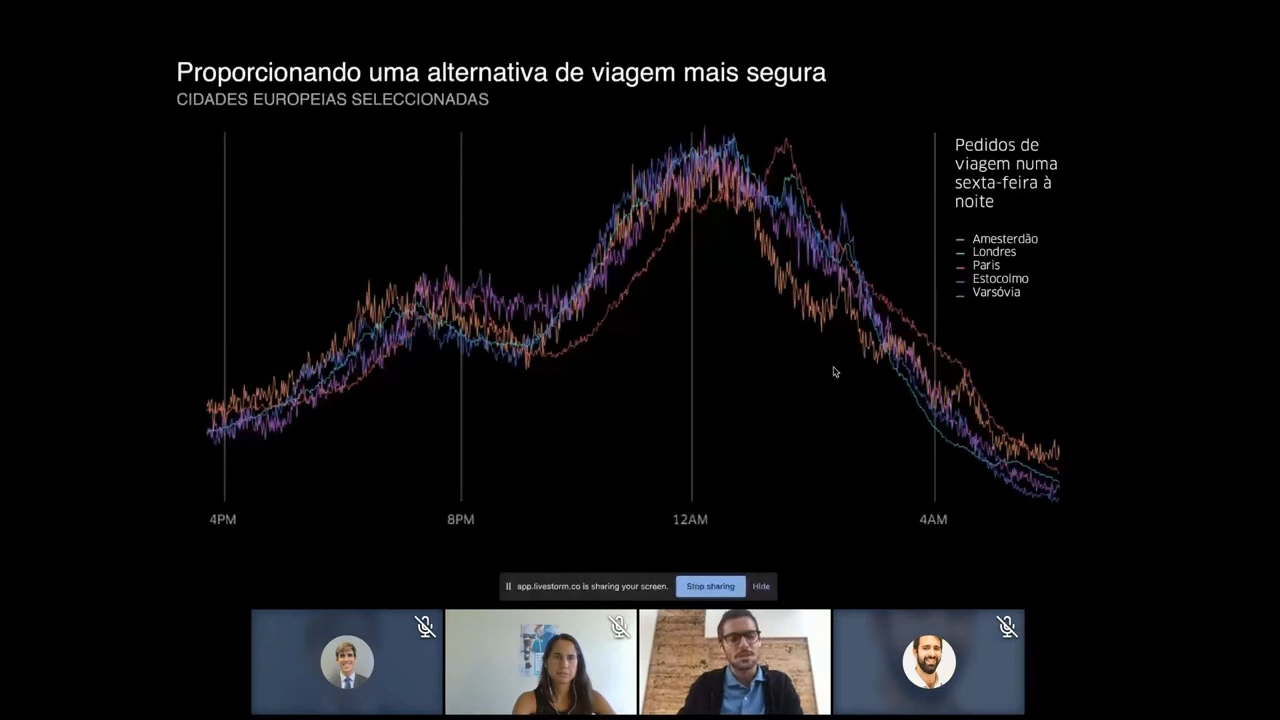 Proporcionando uma alternativa de viagem mais segura
CIDADES EUROPEIAS SELECCIONADAS
Pedidos de
viagem numa
sexta-feira à
noite
Amesterdão
Londres
Paris
Estocolmo
Varsóvia
4PM
8PM
12AM
4AM
app.livestorm.co is sharing your screen.
Stop sharing
Hide